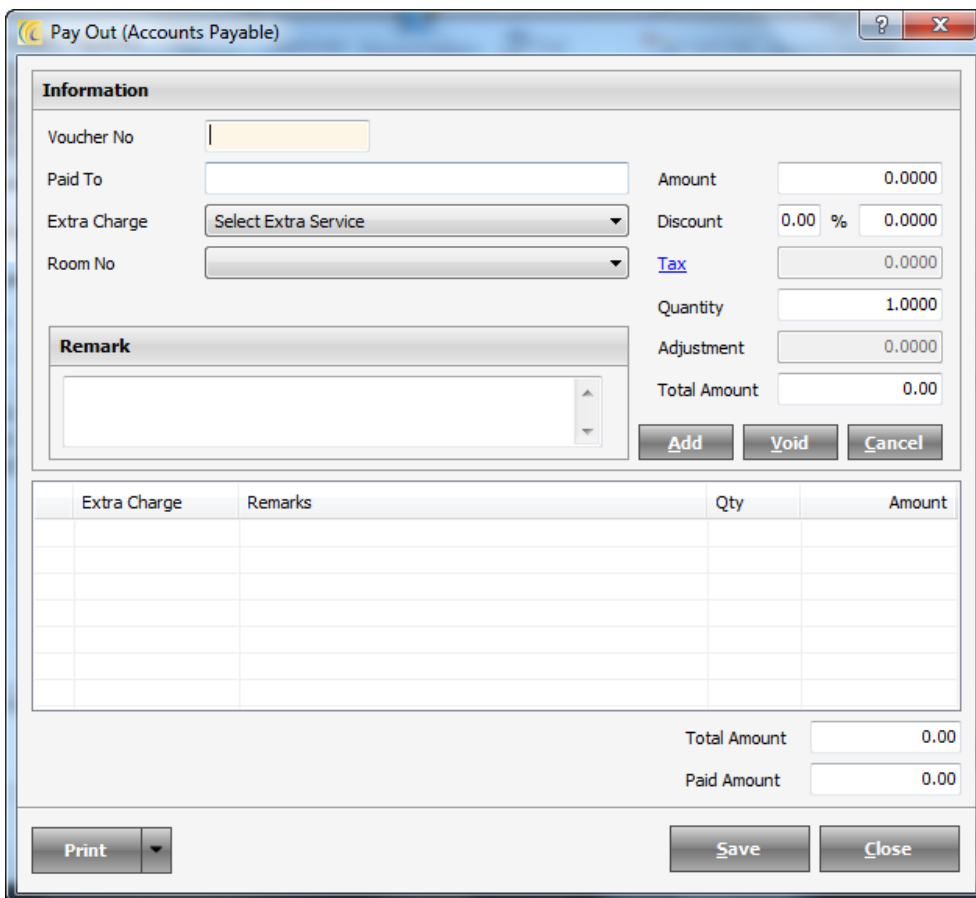 Pay Out (Accounts Payable)
?
X
Information
Voucher No
Paid To
Amount 0.0000
Extra Charge Select Extra Service
Discount 0.00 % 0.0000
Room No
Tax 0.0000
Quantity 1.0000
Remark
Adjustment 0.0000
Total Amount 0.00
Add Void Cancel
Extra Charge Remarks Qty Amount
Total Amount 0.00
Paid Amount 0.00
Print Save Close